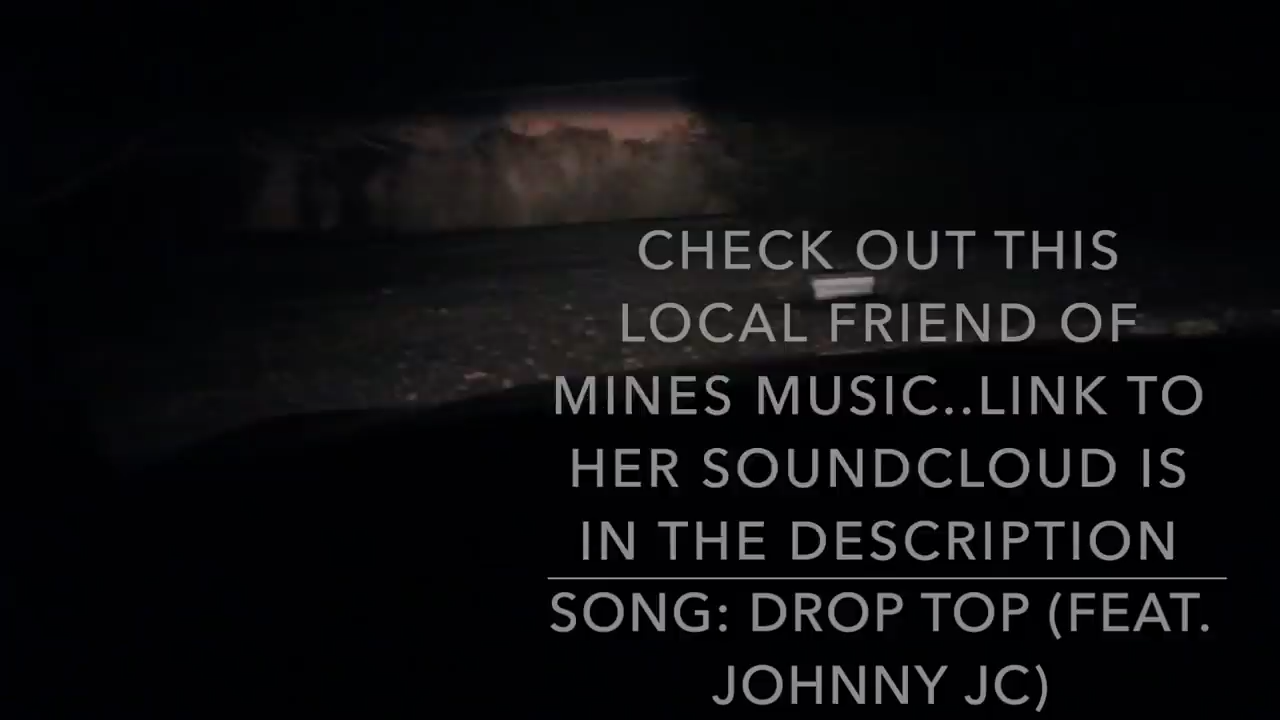 CHECK OUT THIS
LOCAL FRIEND OF
MINES MUSIC..LINK TO
HER SOUNDCLOUD IS
IN THE DESCRIPTION
SONG: DROP TOP (FEAT.
JOHNNY JC)